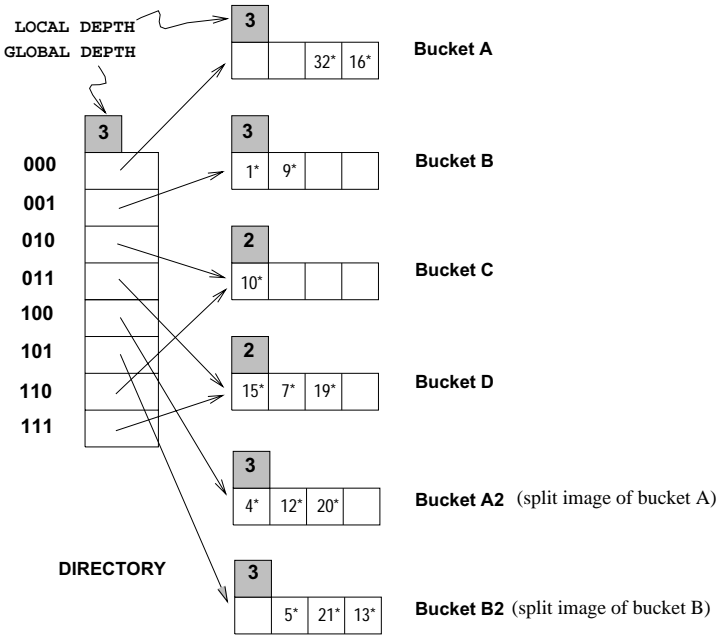 LOCAL DEPTH
GLOBAL DEPTH
3
000
001
010
011
100
101
110
111
DIRECTORY
3
32* 16*
Bucket A
3
1* 9*
Bucket B
2
10*
Bucket C
2
15* 7* 19*
Bucket D
3
4* 12* 20*
Bucket A2 (split image of bucket A)
3
5* 21* 13*
Bucket B2 (split image of bucket B)